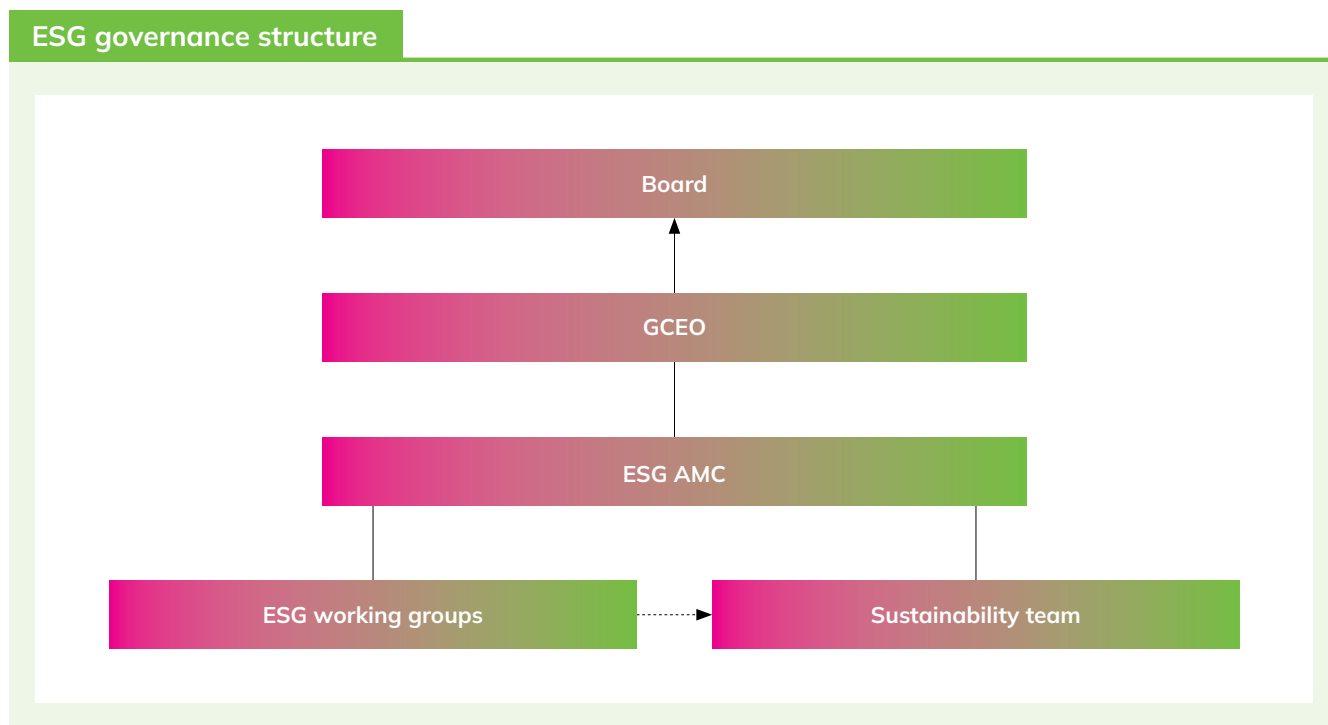 ESG governance structure
Board
GCEO
ESG AMC
ESG working groups
Sustainability team